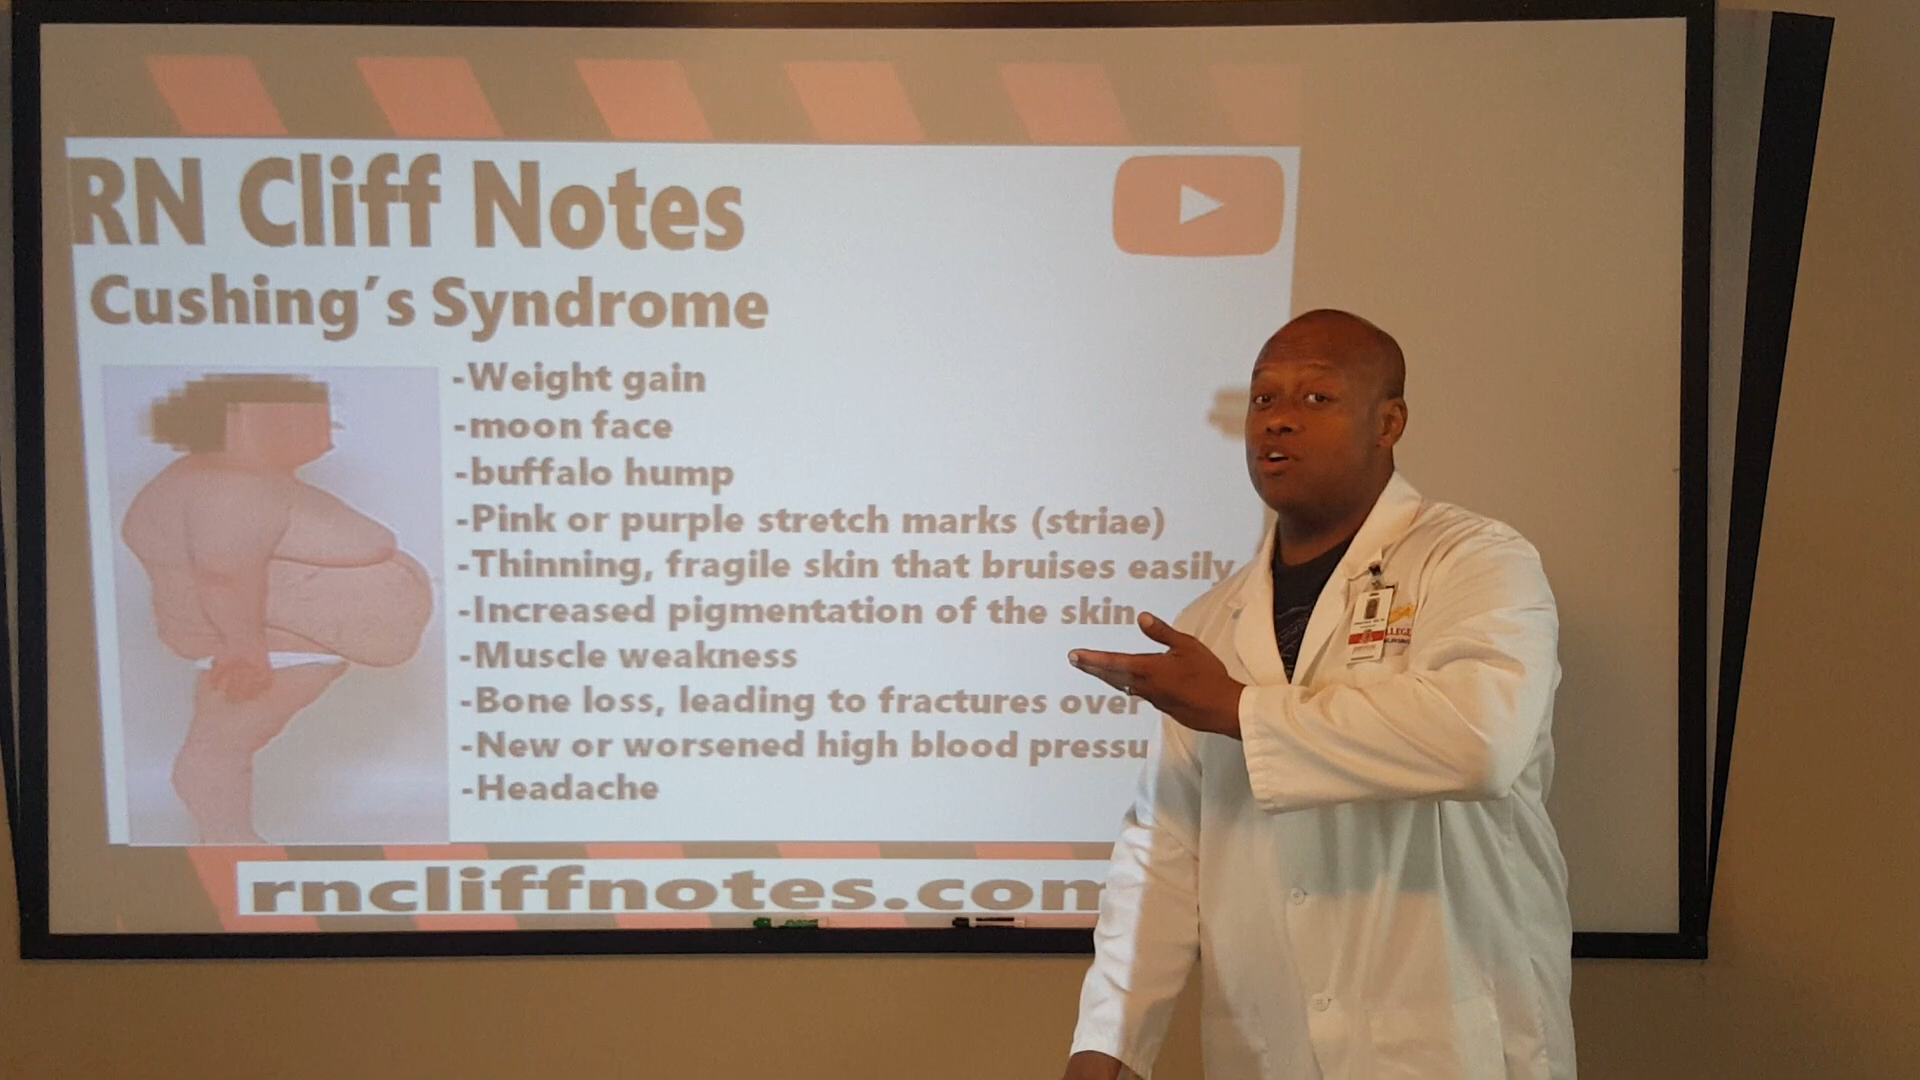 RN Cliff Notes
Cushing´s Syndrome
-Weight gain
-moon face
-buffalo hump
-Pink or purple stretch marks (striae)
-Thinning, fragile skin that bruises easily
-Increased pigmentation of the skin
-Muscle weakness
-Bone loss, leading to fractures over
-New or worsened high blood pressu
-Headache
rncliffnotes.com